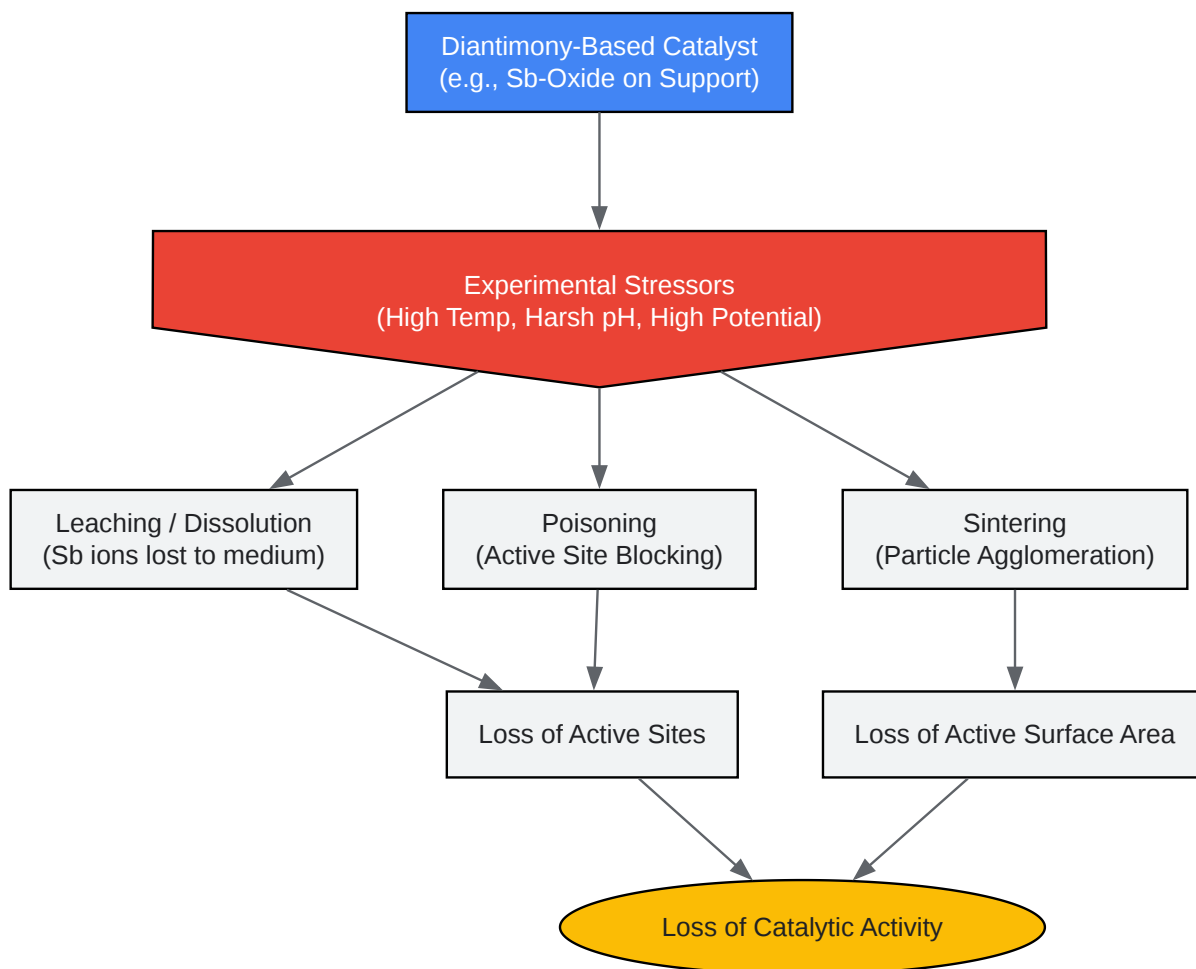 Diantimony-Based Catalyst
(e.g., Sb-Oxide on Support)
Experimental Stressors
(High Temp, Harsh pH, High Potential)
Leaching / Dissolution
(Sb ions lost to medium)
Poisoning
(Active Site Blocking)
Sintering
(Particle Agglomeration)
Loss of Active Sites
Loss of Active Surface Area
Loss of Catalytic Activity